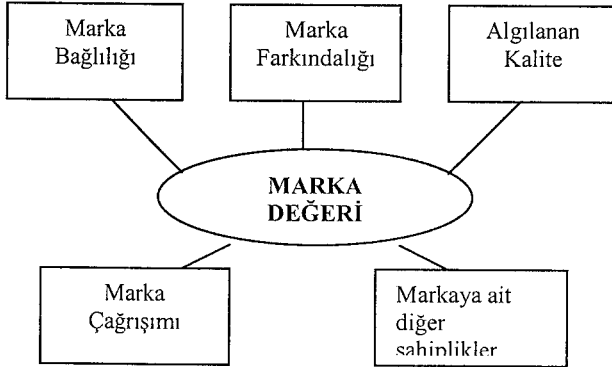 Marka
Bağlılığı
Marka
Farkındalığı
Algılanan
Kalite
MARKA
DEĞERİ
Marka
Çağrışımı
Markaya ait
diğer
sahiplikler